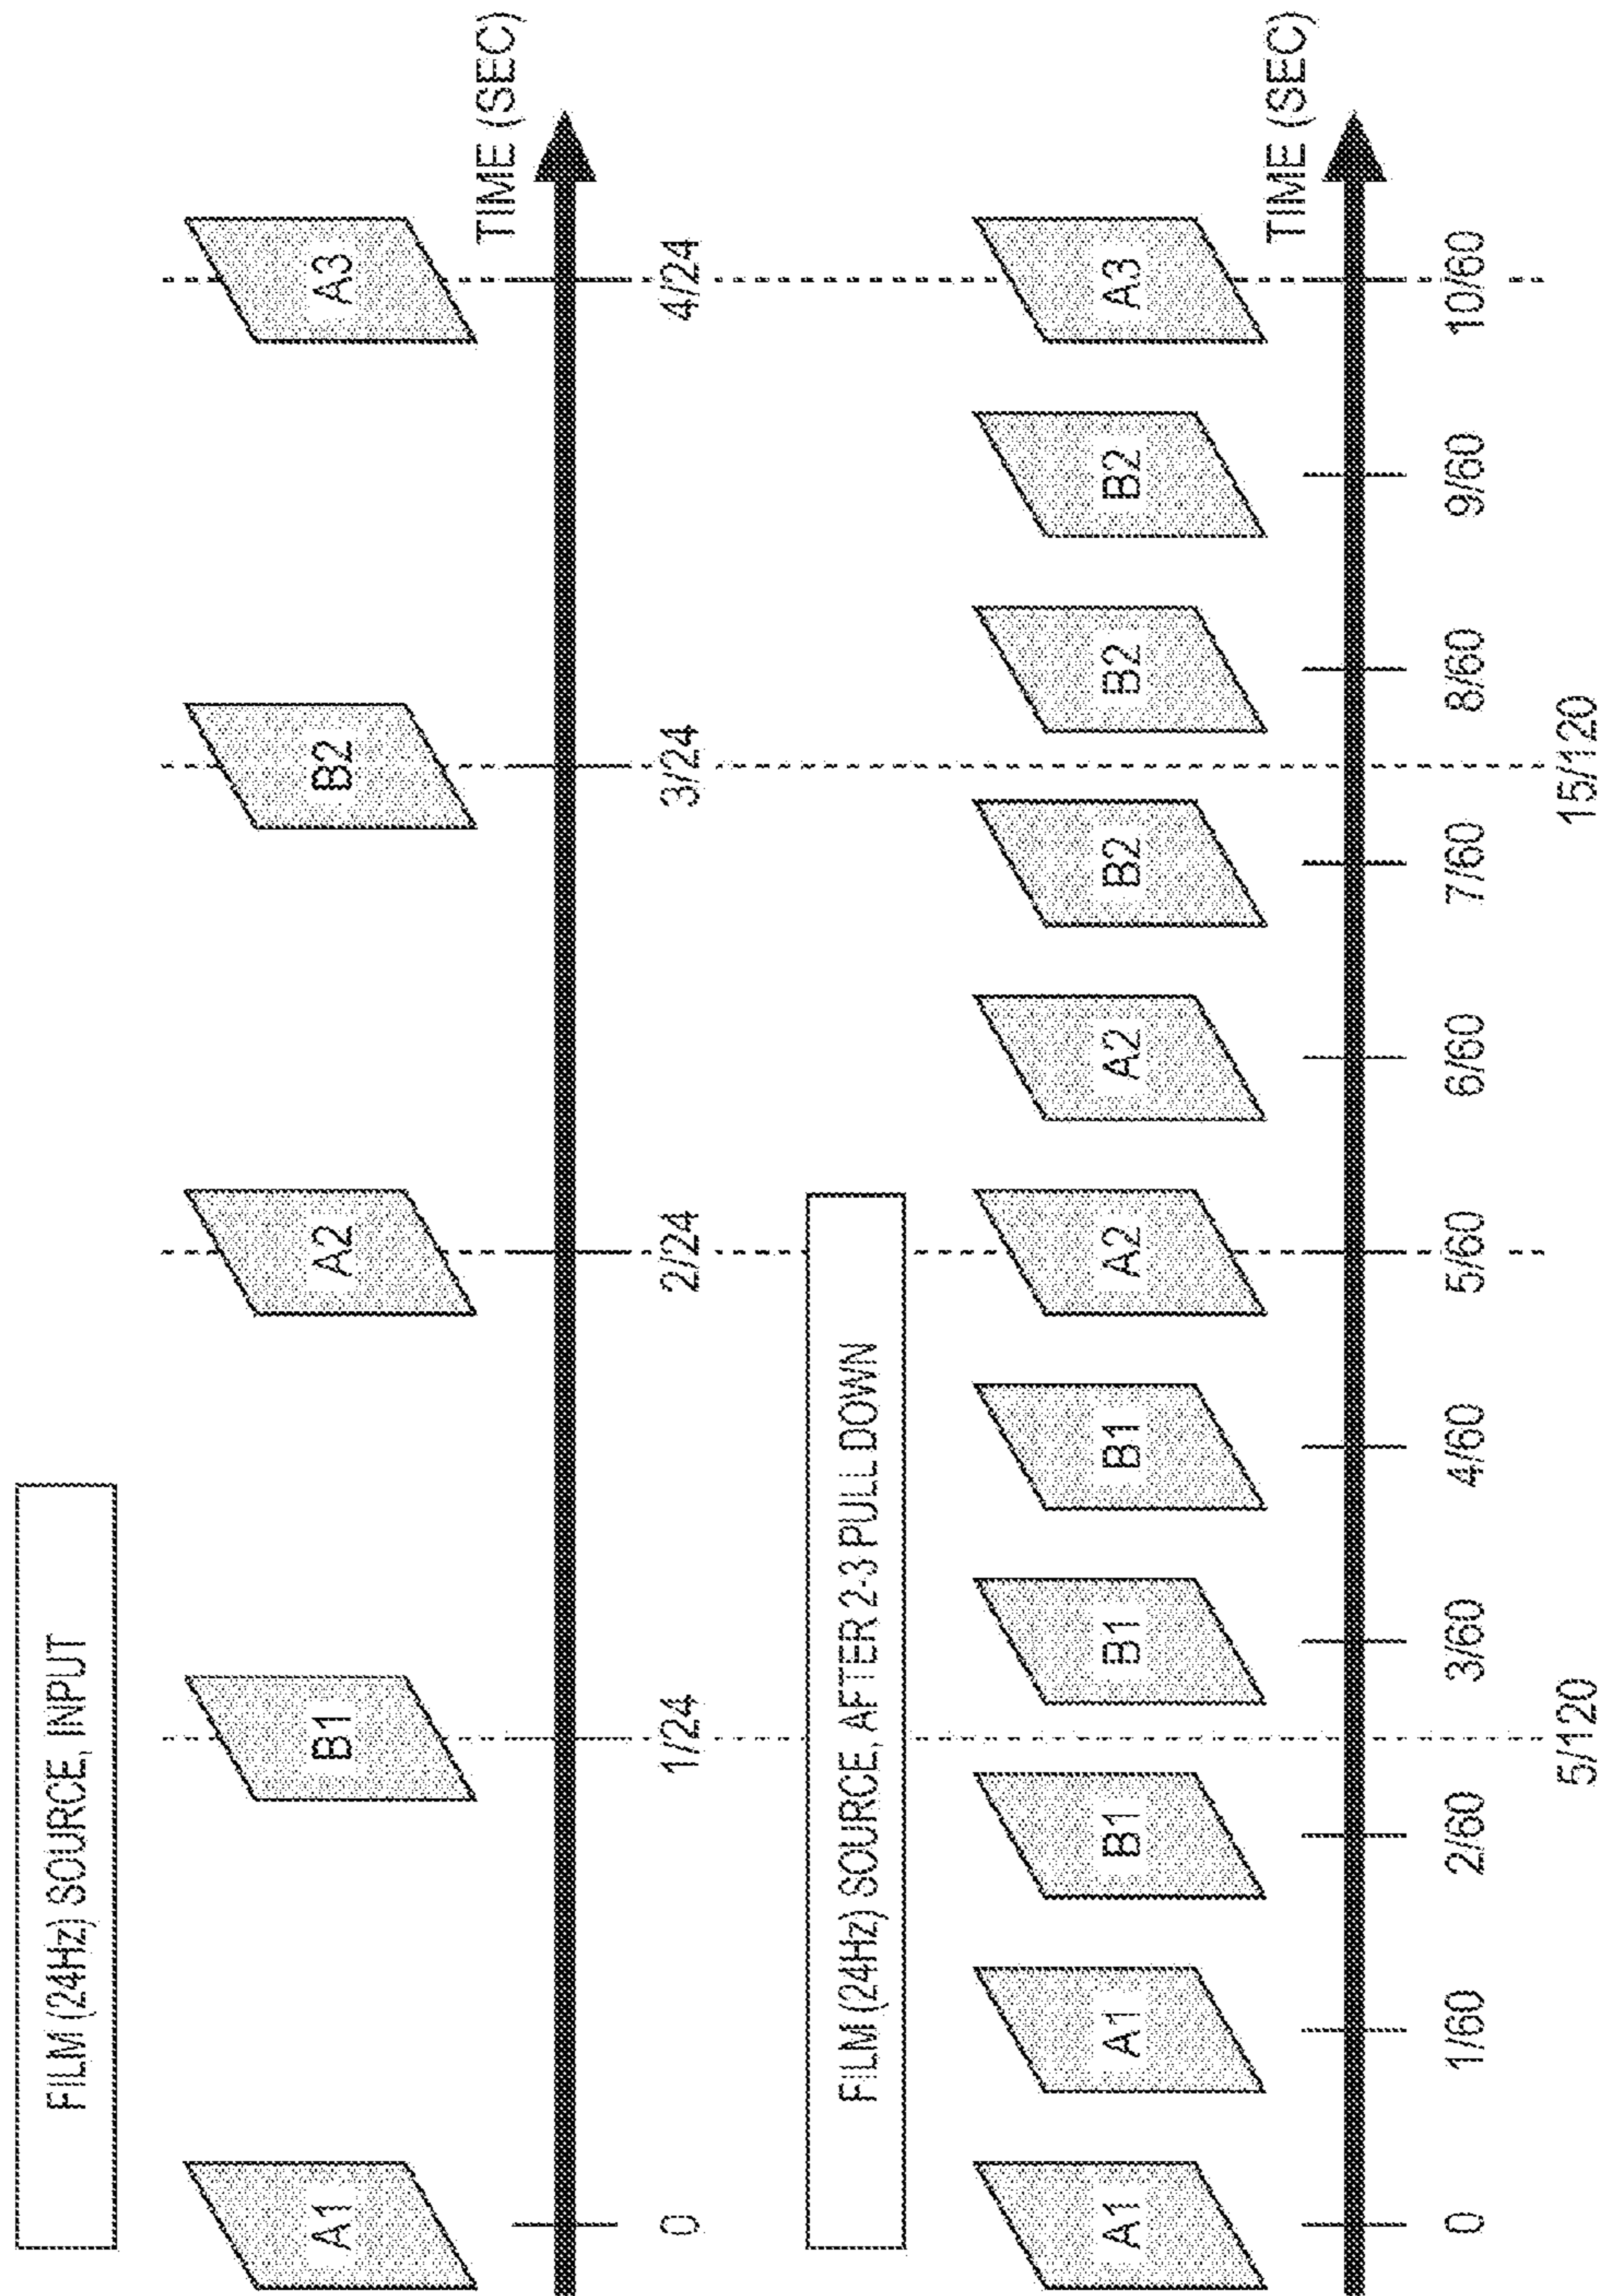 FILM (24Hz) SOURCE, INPUT
A1 B1 A2 B2 A3
TIME (SEC)
0 1/24 2/24 3/24 4/24
FILM (24Hz) SOURCE, AFTER 2-3 PULL DOWN
A1 A1 B1 B1 B1 A2 A2 B2 B2 B2 A3
TIME (SEC)
0 1/60 2/60 3/60 4/60 5/60 6/60 7/60 8/60 9/60 10/60
5/120 15/120